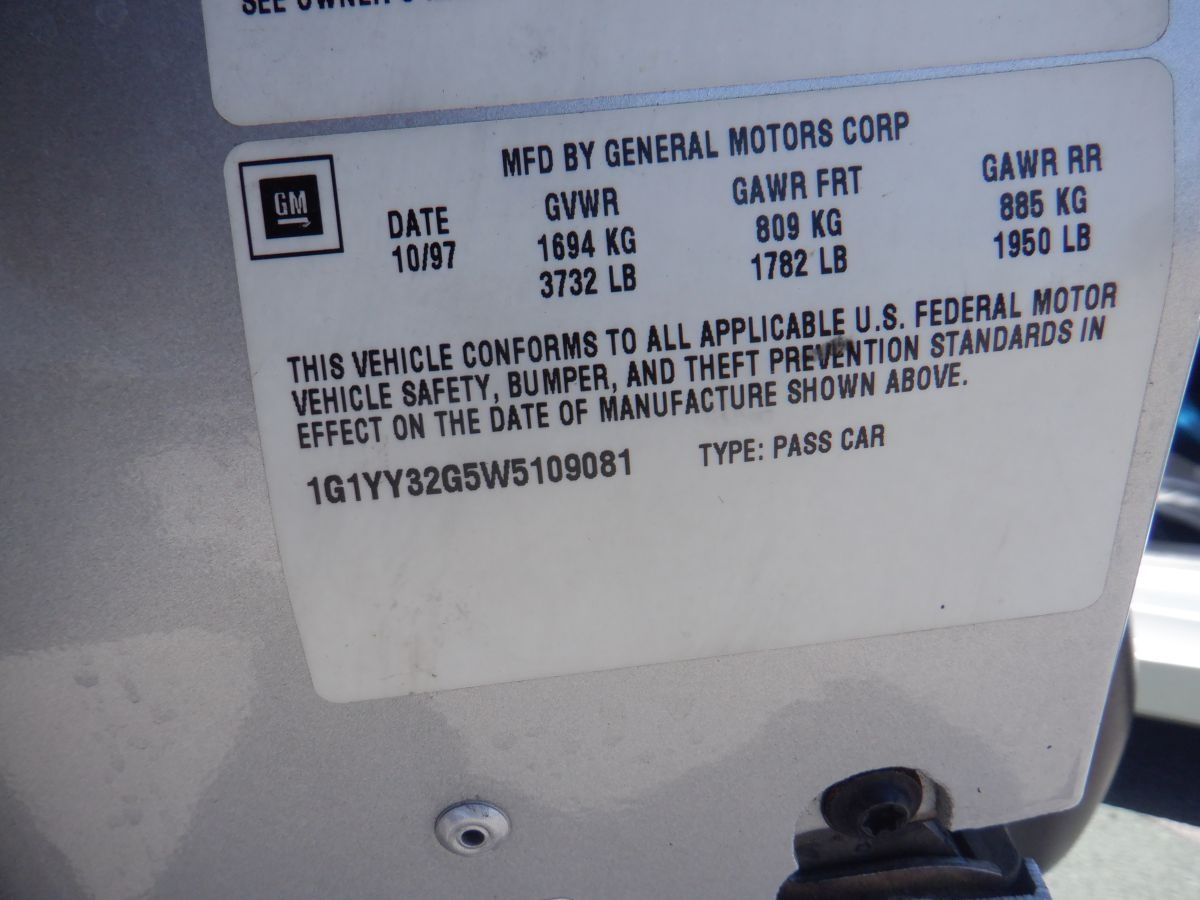 SEE OWNER'S
GM
MFD BY GENERAL MOTORS CORP
DATE GVWR GAWR FRT GAWR RR
10/97 1694 KG 809 KG 885 KG
3732 LB 1782 LB 1950 LB
THIS VEHICLE CONFORMS TO ALL APPLICABLE U.S. FEDERAL MOTOR
VEHICLE SAFETY, BUMPER, AND THEFT PREVENTION STANDARDS IN
EFFECT ON THE DATE OF MANUFACTURE SHOWN ABOVE.
1G1YY32G5W5109081 TYPE: PASS CAR